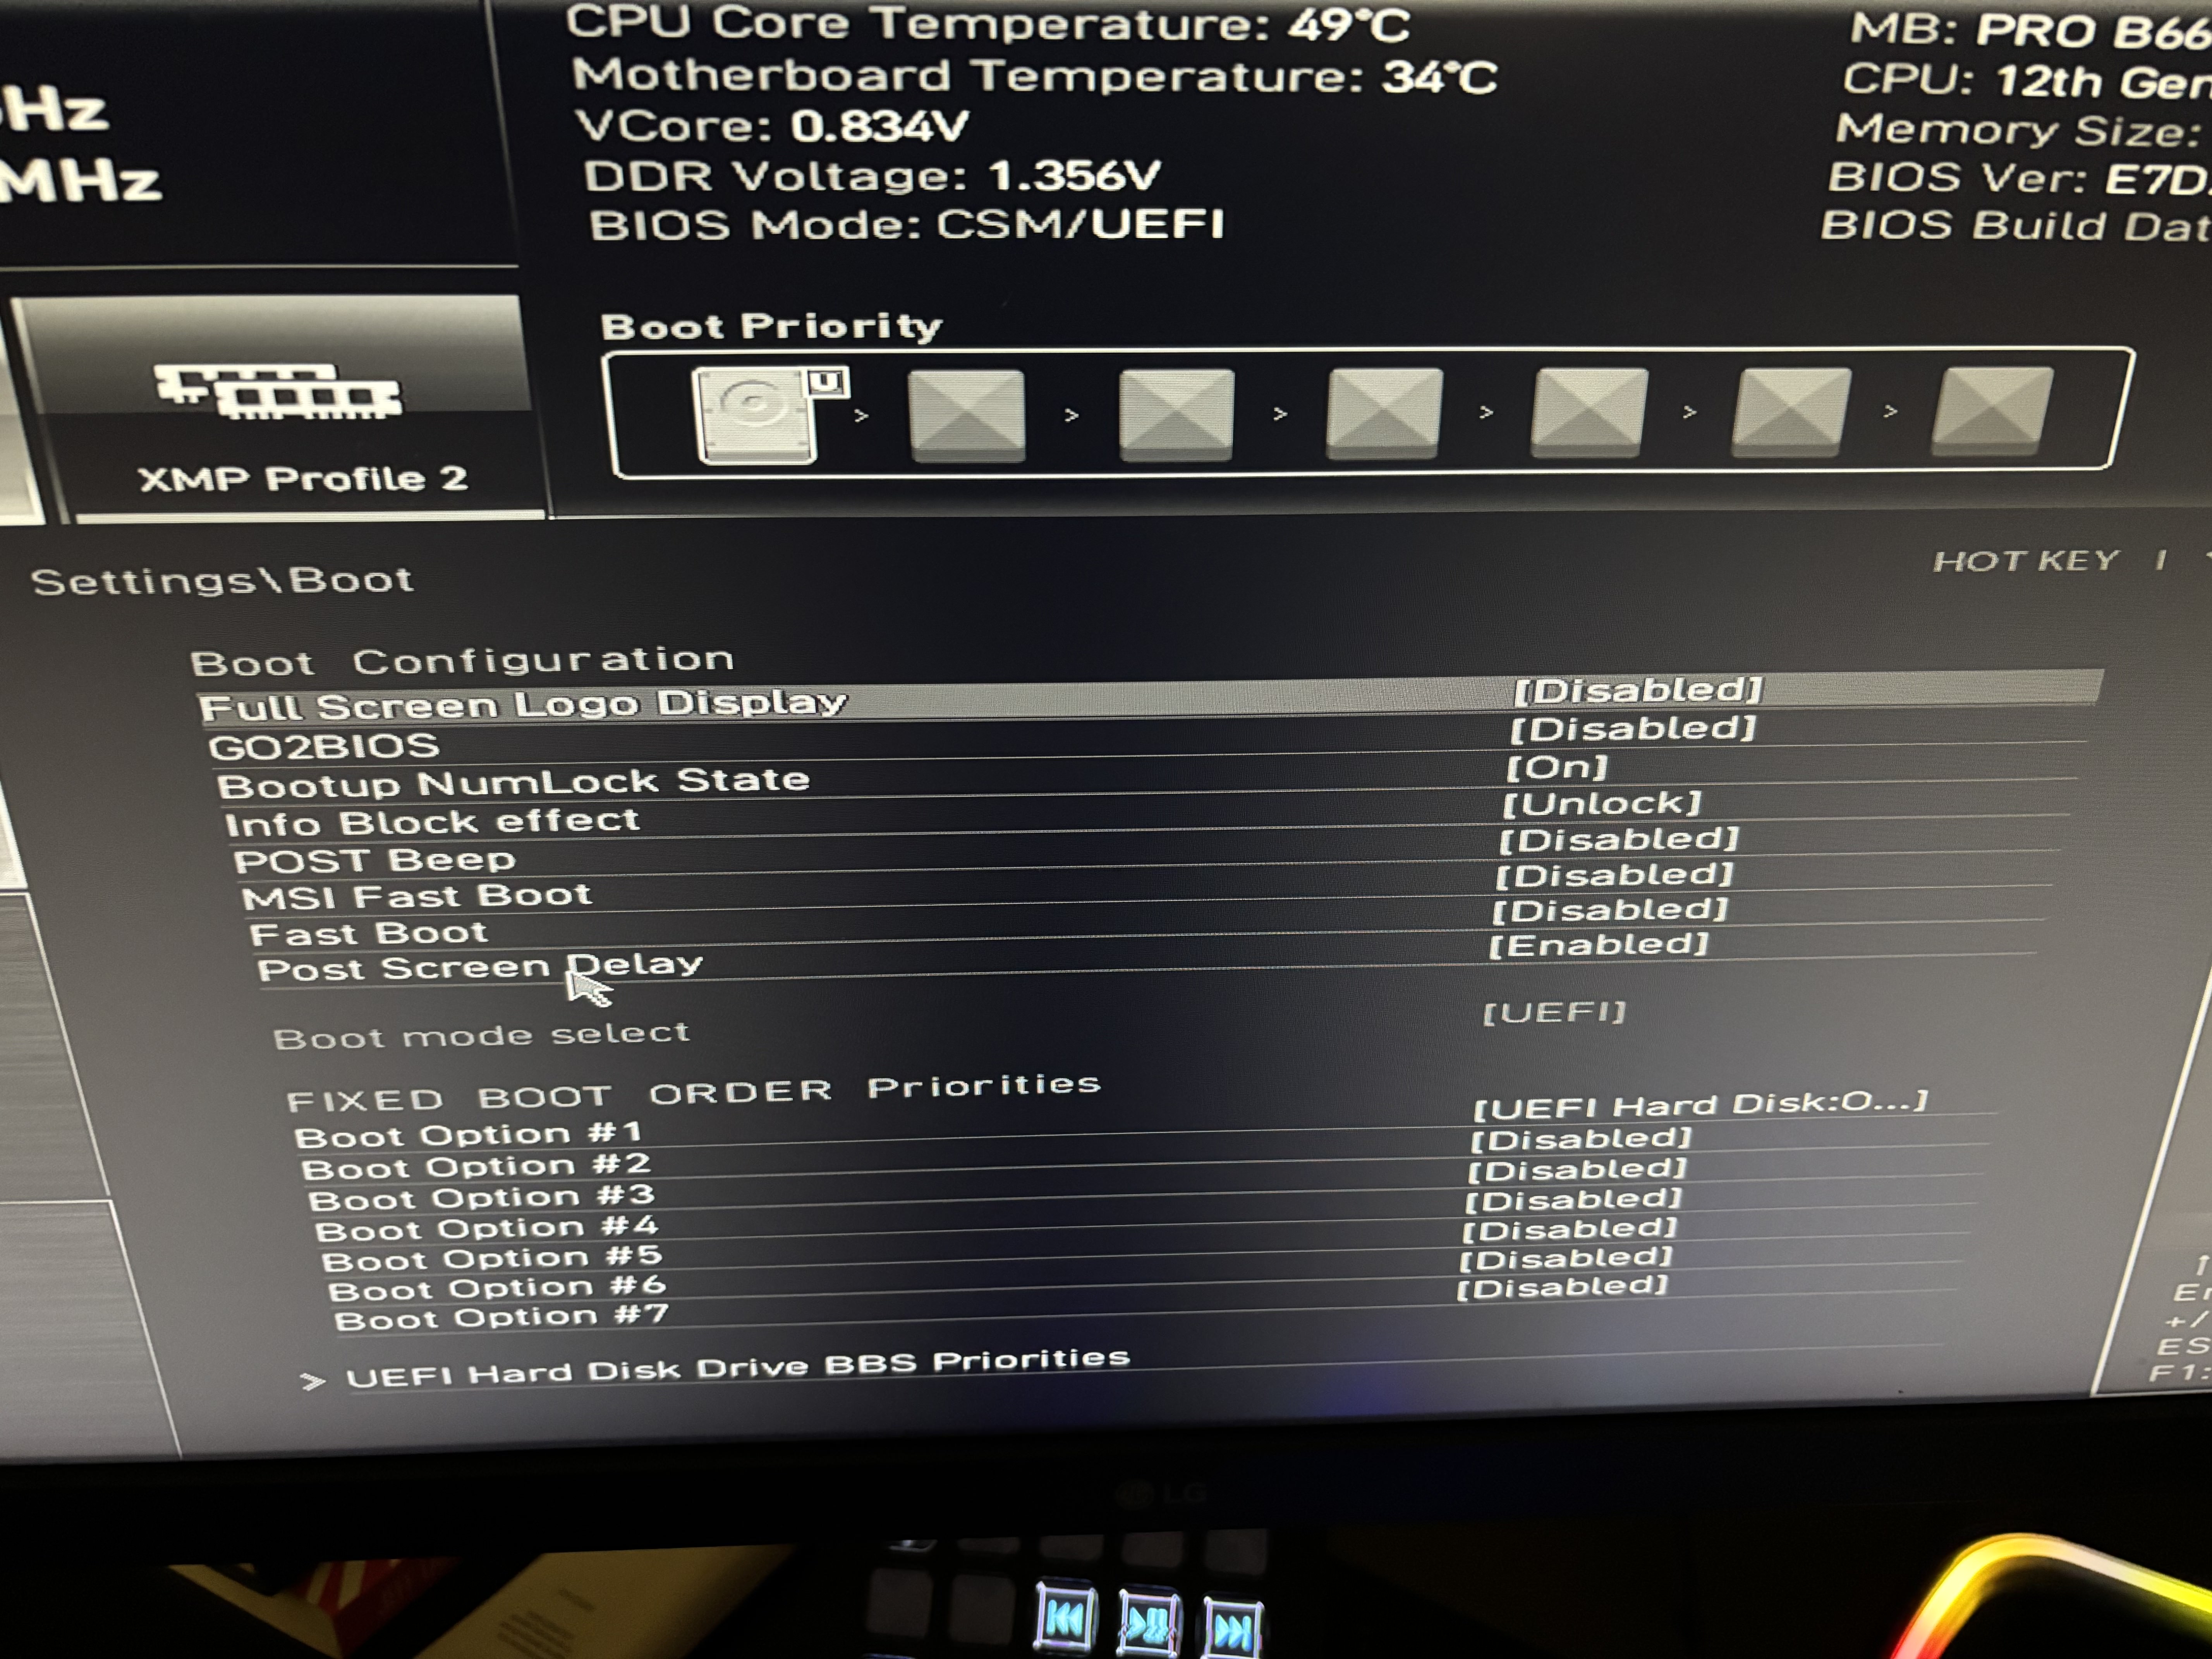 CPU Core Temperature: 49°C
Motherboard Temperature: 34°C
VCore: 0.834V
DDR Voltage: 1.356V
BIOS Mode: CSM/UEFI
MB: PRO B66
CPU: 12th Gen
Memory Size:
BIOS Ver: E7D
BIOS Build Dat
Hz
MHz
XMP Profile 2
Boot Priority
U
> > > > > >
Settings\Boot
HOT KEY |
Boot Configuration
Full Screen Logo Display [Disabled]
GO2BIOS [Disabled]
Bootup NumLock State [On]
Info Block effect [Unlock]
POST Beep [Disabled]
MSI Fast Boot [Disabled]
Fast Boot [Disabled]
Post Screen Delay [Enabled]
Boot mode select [UEFI]
FIXED BOOT ORDER Priorities
Boot Option #1 [UEFI Hard Disk:O...]
Boot Option #2 [Disabled]
Boot Option #3 [Disabled]
Boot Option #4 [Disabled]
Boot Option #5 [Disabled]
Boot Option #6 [Disabled]
Boot Option #7 [Disabled]
> UEFI Hard Disk Drive BBS Priorities
↑
En
+/
ES
F1:
LG